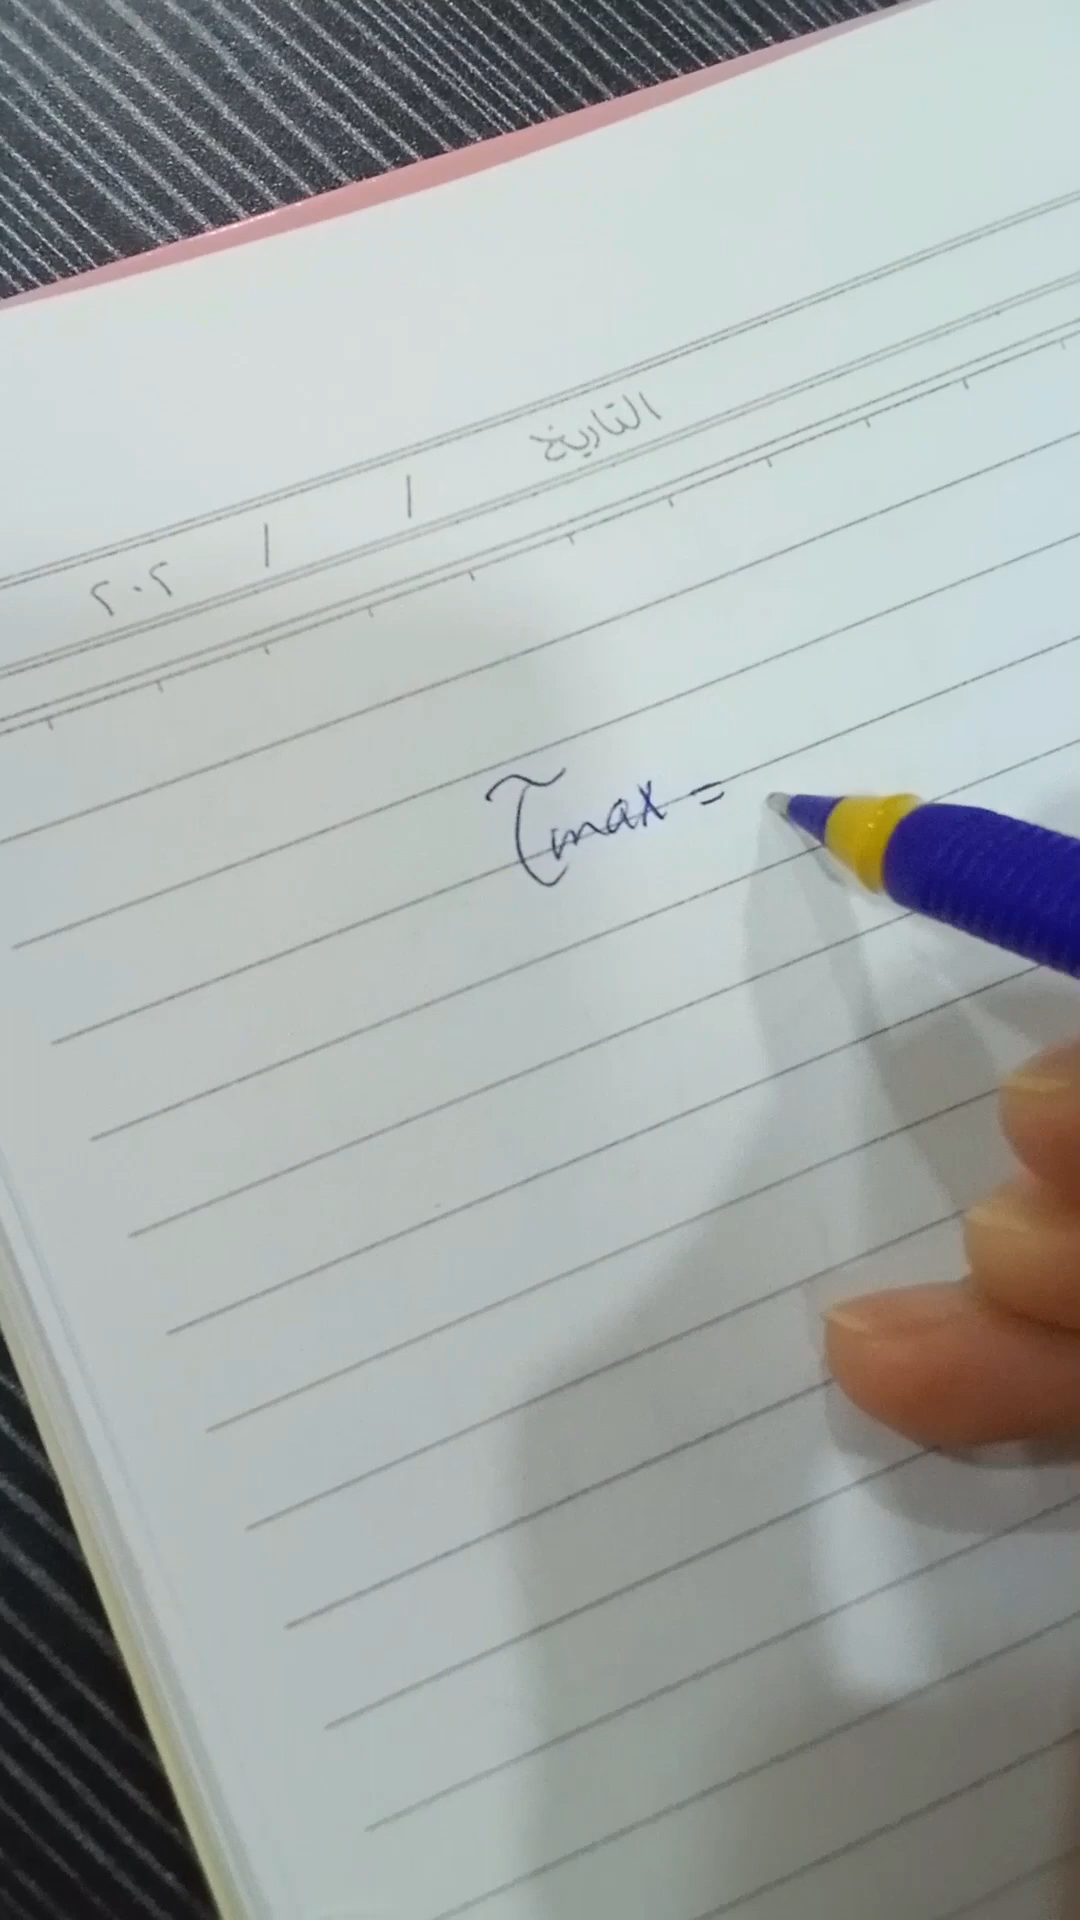 التاريخ / / ٢٠٢
τmax =